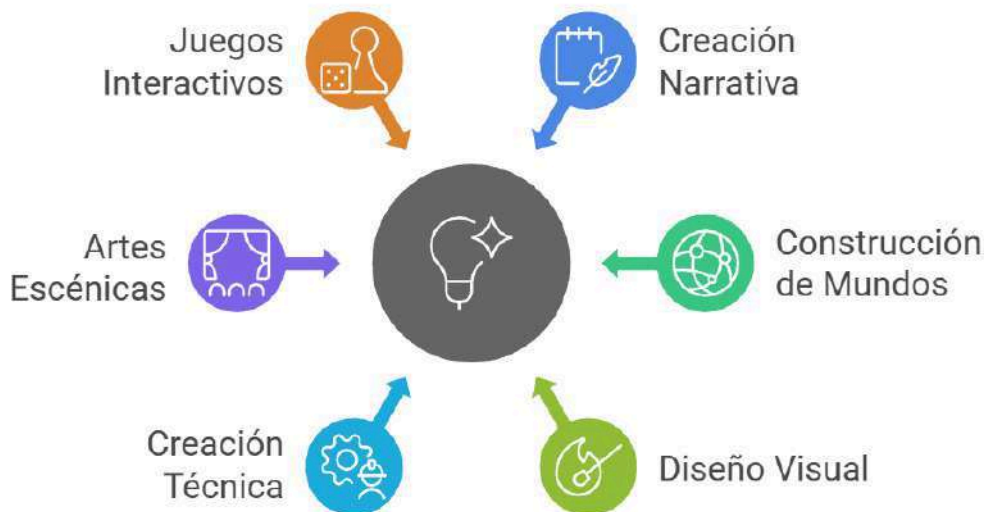 Juegos
Interactivos
Creación
Narrativa
Artes
Escénicas
Construcción
de Mundos
Creación
Técnica
Diseño Visual